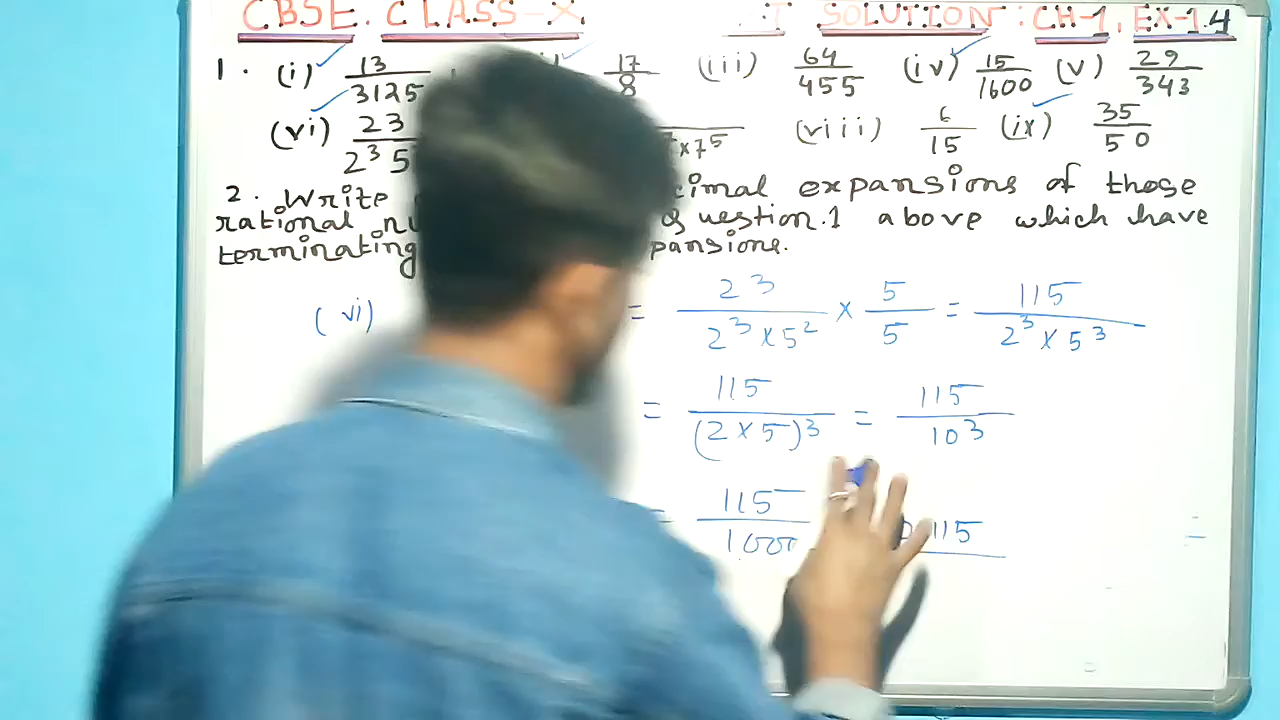 CBSE. CLASS-X T SOLUTION: CH-1, EX-1.4
1. (i) 13/3125 17/8 (iii) 64/455 (iv) 15/1600 (v) 29/343
(vi) 23/2³ 5 ×7⁵ (viii) 6/15 (ix) 35/50
2. Write cimal expansions of those
rational nu question.1 above which have
terminating pansions.
(vi) = 23/2³×5² × 5/5 = 115/2³×5³
= 115/(2×5)³ = 115/10³
= 115/1000 115
=